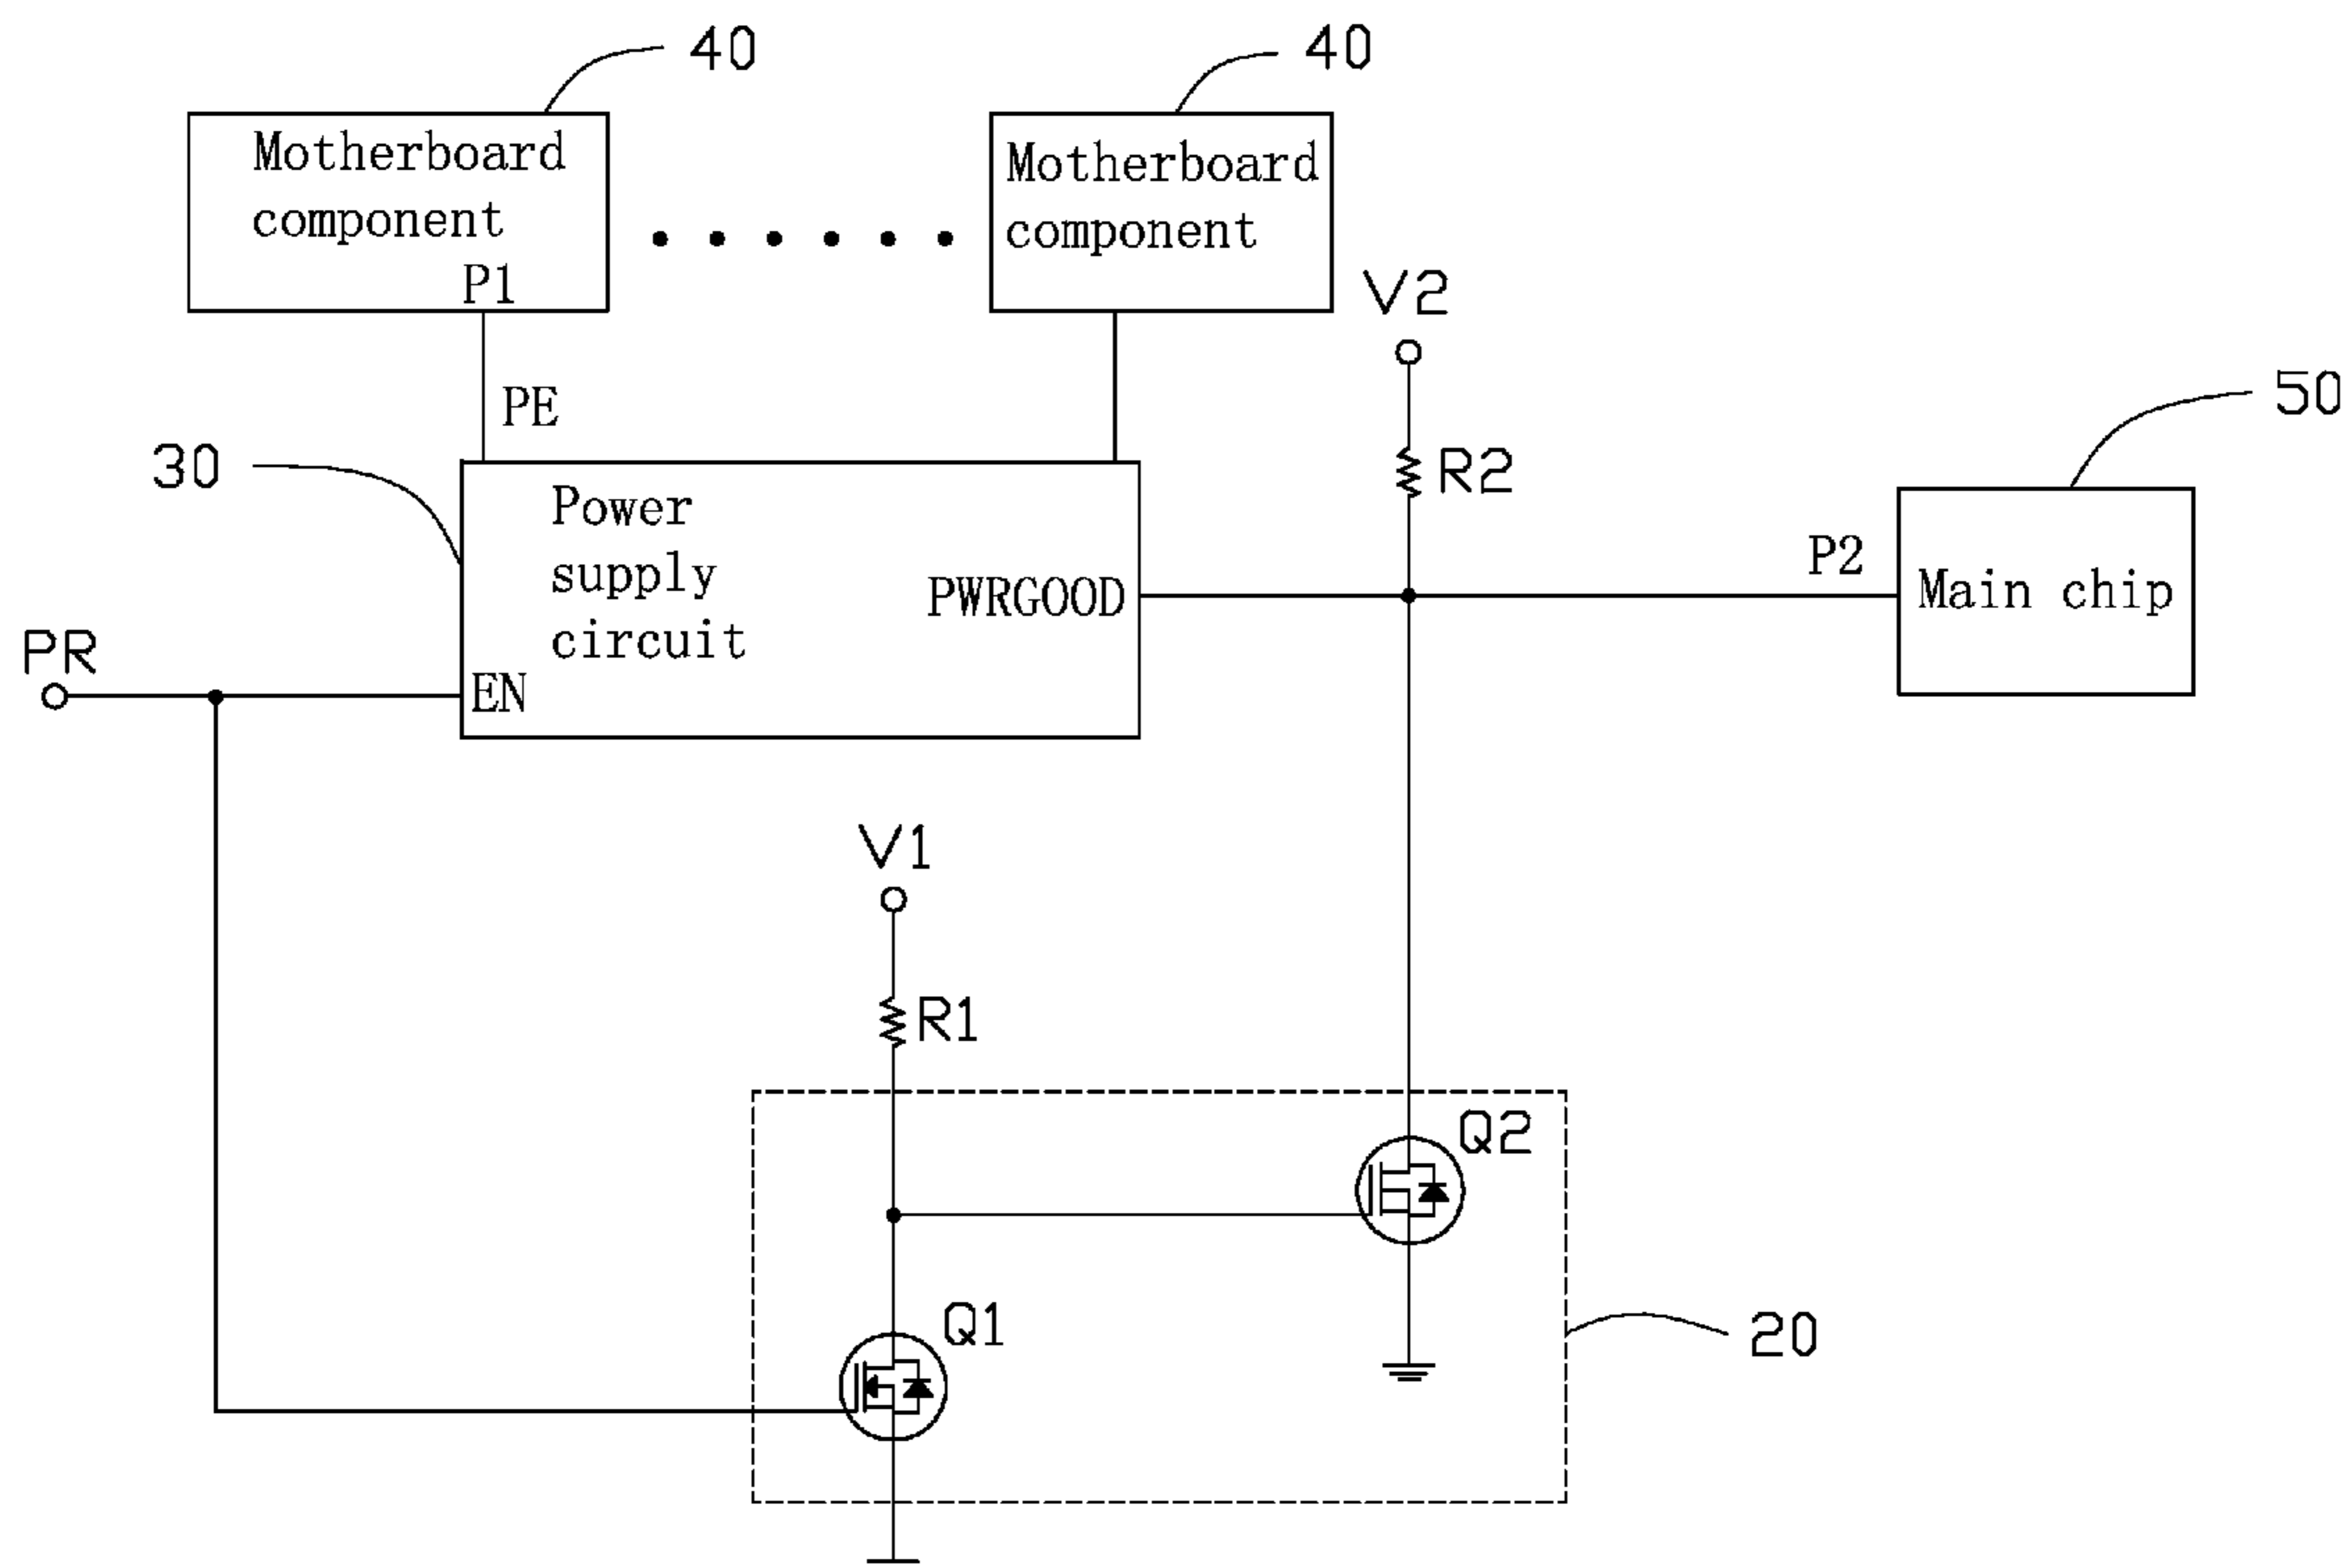 40
40
Motherboard
component
P1
Motherboard
component
V2
PE
50
30
R2
Power
supply
circuit
PWRGOOD
P2
Main chip
PR
EN
V1
R1
Q2
Q1
20